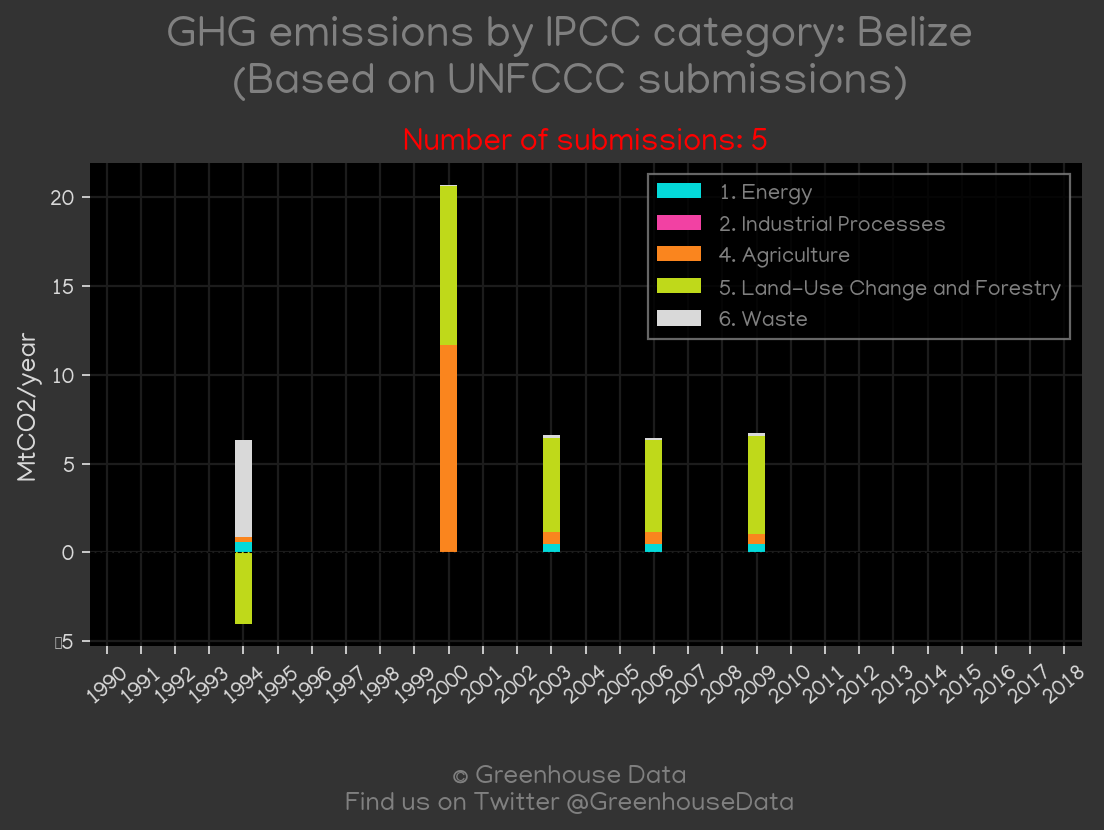 GHG emissions by IPCC category: Belize
(Based on UNFCCC submissions)
Number of submissions: 5
1. Energy
2. Industrial Processes
4. Agriculture
5. Land-Use Change and Forestry
6. Waste
MtCO2/year
20
15
10
5
0
▯5
1990 1991 1992 1993 1994 1995 1996 1997 1998 1999 2000 2001 2002 2003 2004 2005 2006 2007 2008 2009 2010 2011 2012 2013 2014 2015 2016 2017 2018
© Greenhouse Data
Find us on Twitter @GreenhouseData